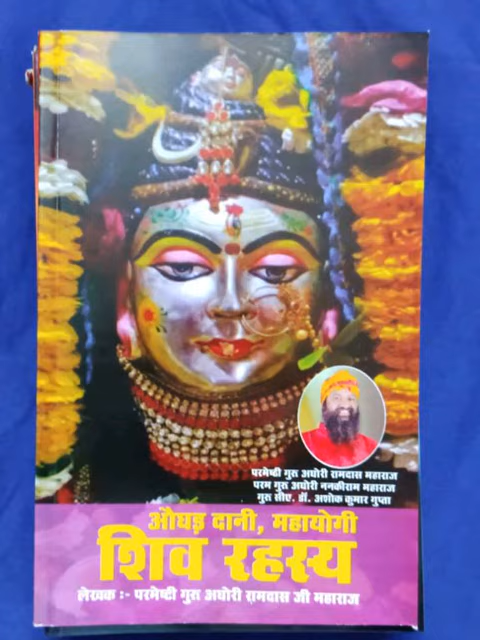 परमेष्टी गुरु अघोरी रामदास महाराज
परम गुरु अघोरी ननकीराम महाराज
गुरु सीए. डॉ. अशोक कुमार गुप्ता
औघड़ दानी, महायोगी
शिव रहस्य
लेखक :- परमेष्टी गुरु अघोरी रामदास जी महाराज